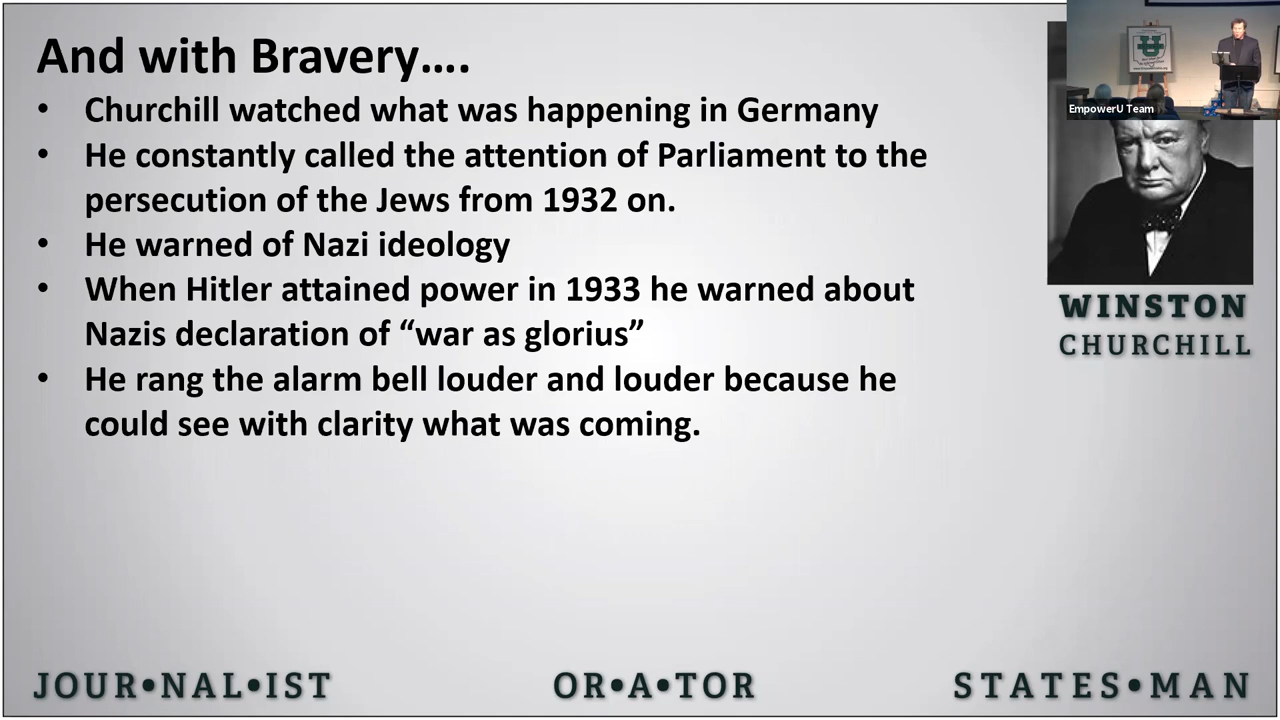 And with Bravery....
• Churchill watched what was happening in Germany
• He constantly called the attention of Parliament to the
persecution of the Jews from 1932 on.
• He warned of Nazi ideology
• When Hitler attained power in 1933 he warned about
Nazis declaration of “war as glorius”
• He rang the alarm bell louder and louder because he
could see with clarity what was coming.
EmpowerU Team
WINSTON
CHURCHILL
JOUR•NAL•IST
OR•A•TOR
STATES•MAN